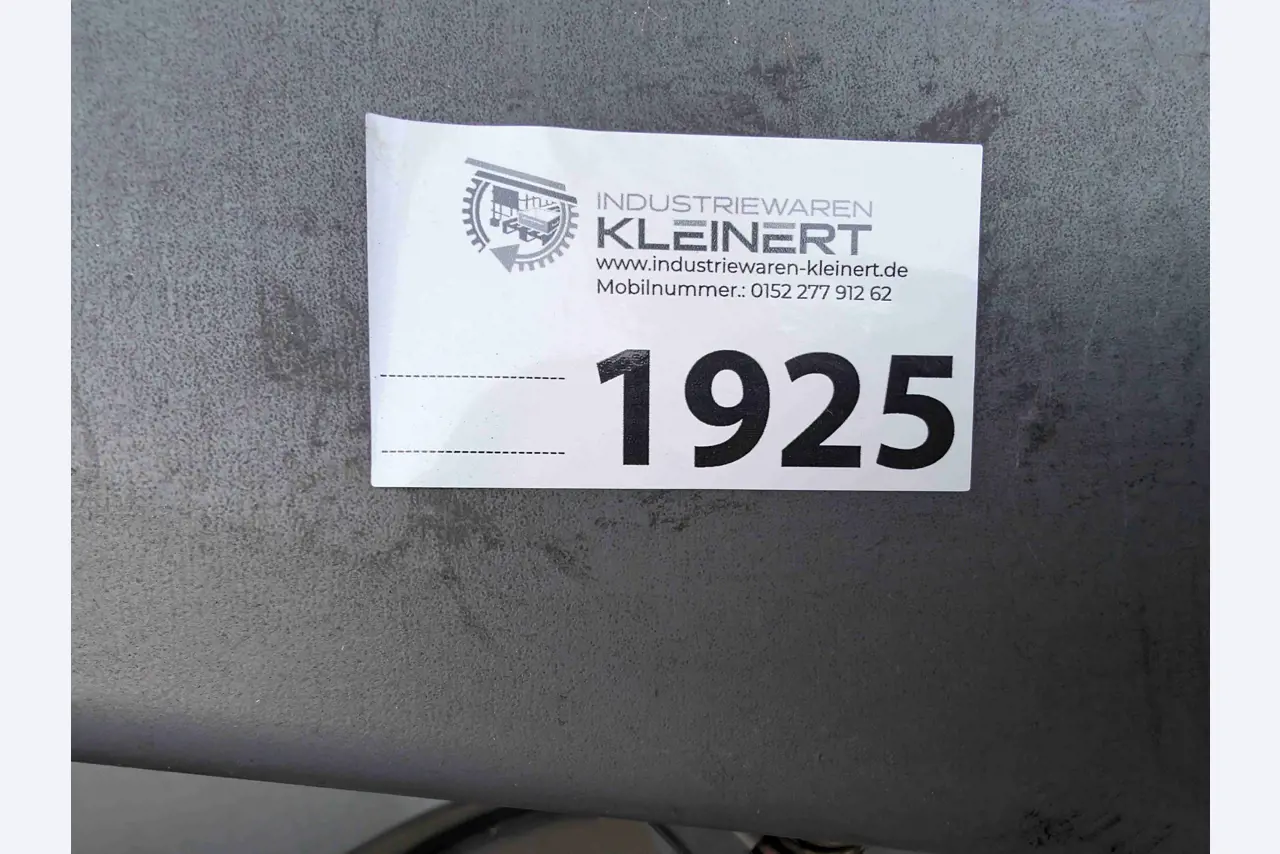 INDUSTRIEWAREN
KLEINERT
www.industriewaren-kleinert.de
Mobilnummer.: 0152 277 912 62
1925